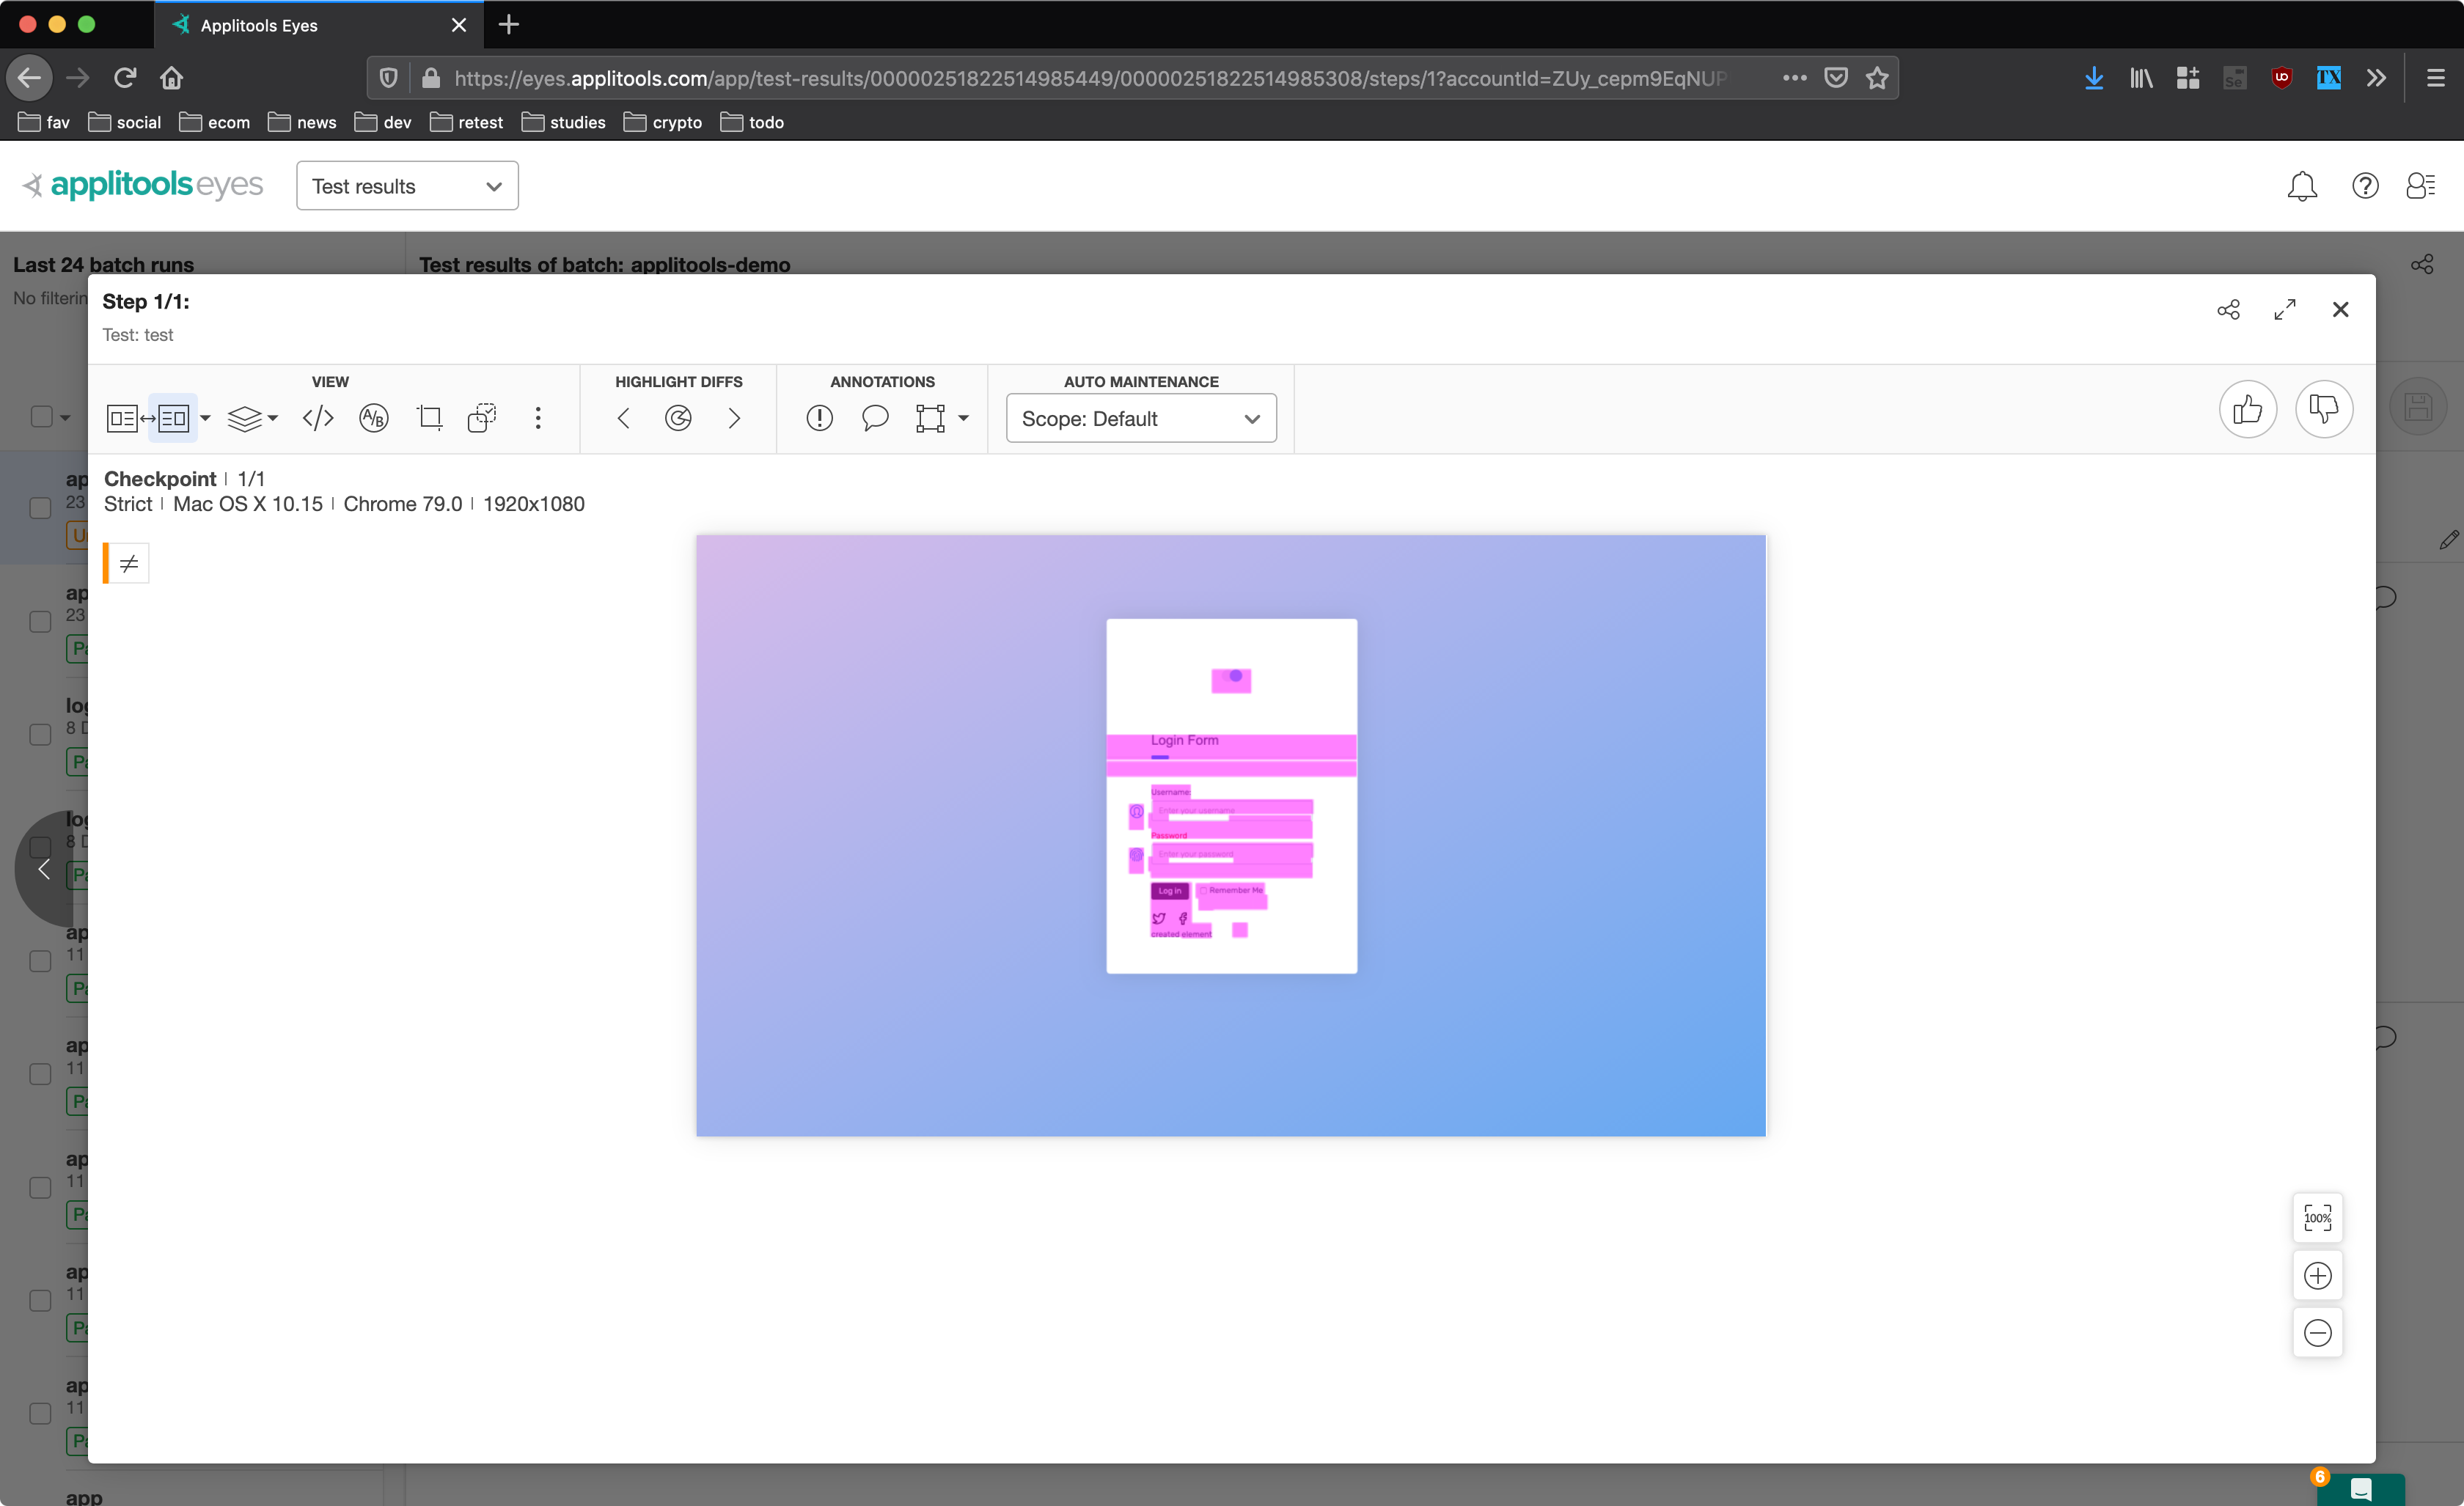 Applitools Eyes
https://eyes.applitools.com/app/test-results/00000251822514985449/00000251822514985308/steps/1?accountId=ZUy_cepm9EqNUP
fav social ecom news dev retest studies crypto todo
applitools eyes Test results
Last 24 batch runs Test results of batch: applitools-demo
No filterin
Step 1/1:
Test: test
VIEW HIGHLIGHT DIFFS ANNOTATIONS AUTO MAINTENANCE
A/B Scope: Default
Checkpoint | 1/1
Strict | Mac OS X 10.15 | Chrome 79.0 | 1920x1080
ap
23
≠
ap
23
Pa
log
8 D
Pa
log
8 D
Pa
ap
11
Pa
ap
11
Pa
ap
11
Pa
ap
11
Pa
ap
11
Pa
app
Login Form
Username:
Enter your username
Password
Enter your password
Log in Remember Me
created element
100%
6